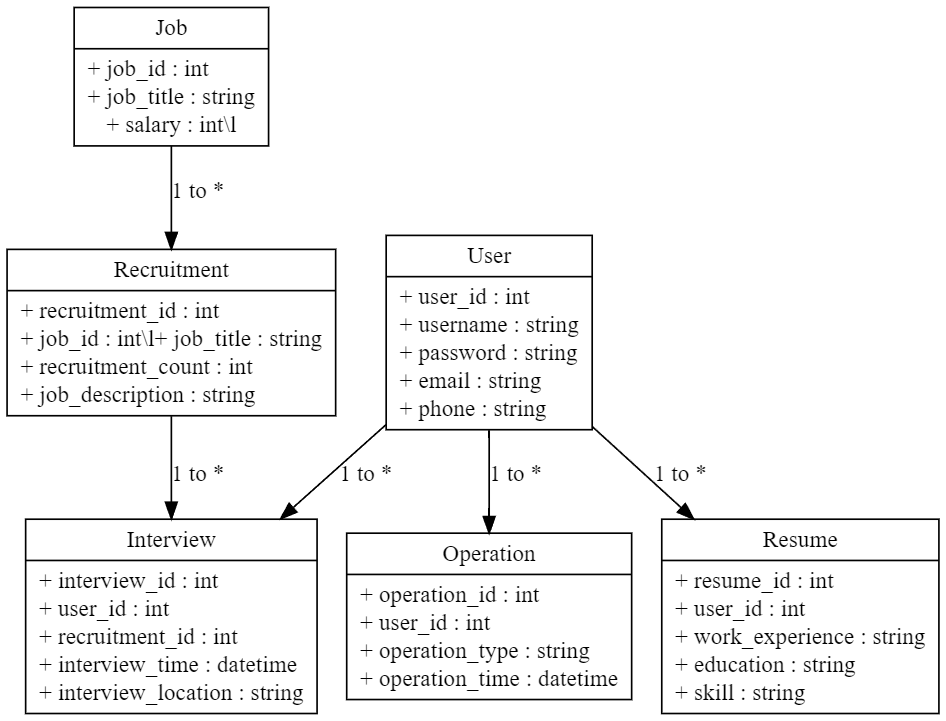 Job
+ job_id : int
+ job_title : string
+ salary : int\l
1 to *
Recruitment
+ recruitment_id : int
+ job_id : int\l+ job_title : string
+ recruitment_count : int
+ job_description : string
User
+ user_id : int
+ username : string
+ password : string
+ email : string
+ phone : string
1 to *
1 to *
1 to *
1 to *
Interview
+ interview_id : int
+ user_id : int
+ recruitment_id : int
+ interview_time : datetime
+ interview_location : string
Operation
+ operation_id : int
+ user_id : int
+ operation_type : string
+ operation_time : datetime
Resume
+ resume_id : int
+ user_id : int
+ work_experience : string
+ education : string
+ skill : string